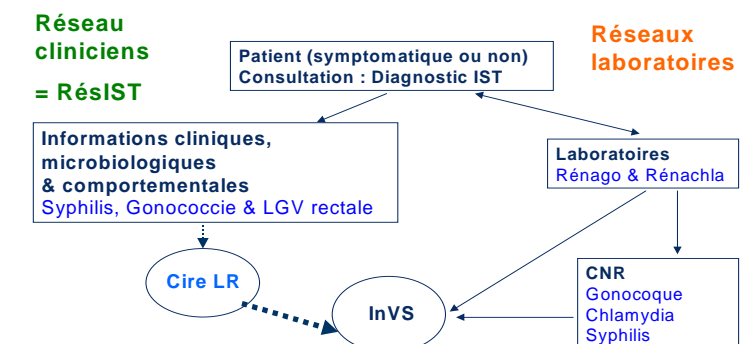 Réseau
cliniciens
= RésIST
Patient (symptomatique ou non)
Consultation : Diagnostic IST
Réseaux
laboratoires
Informations cliniques,
microbiologiques
& comportementales
Syphilis, Gonococcie & LGV rectale
Laboratoires
Rénago & Rénachla
Cire LR
InVS
CNR
Gonocoque
Chlamydia
Syphilis